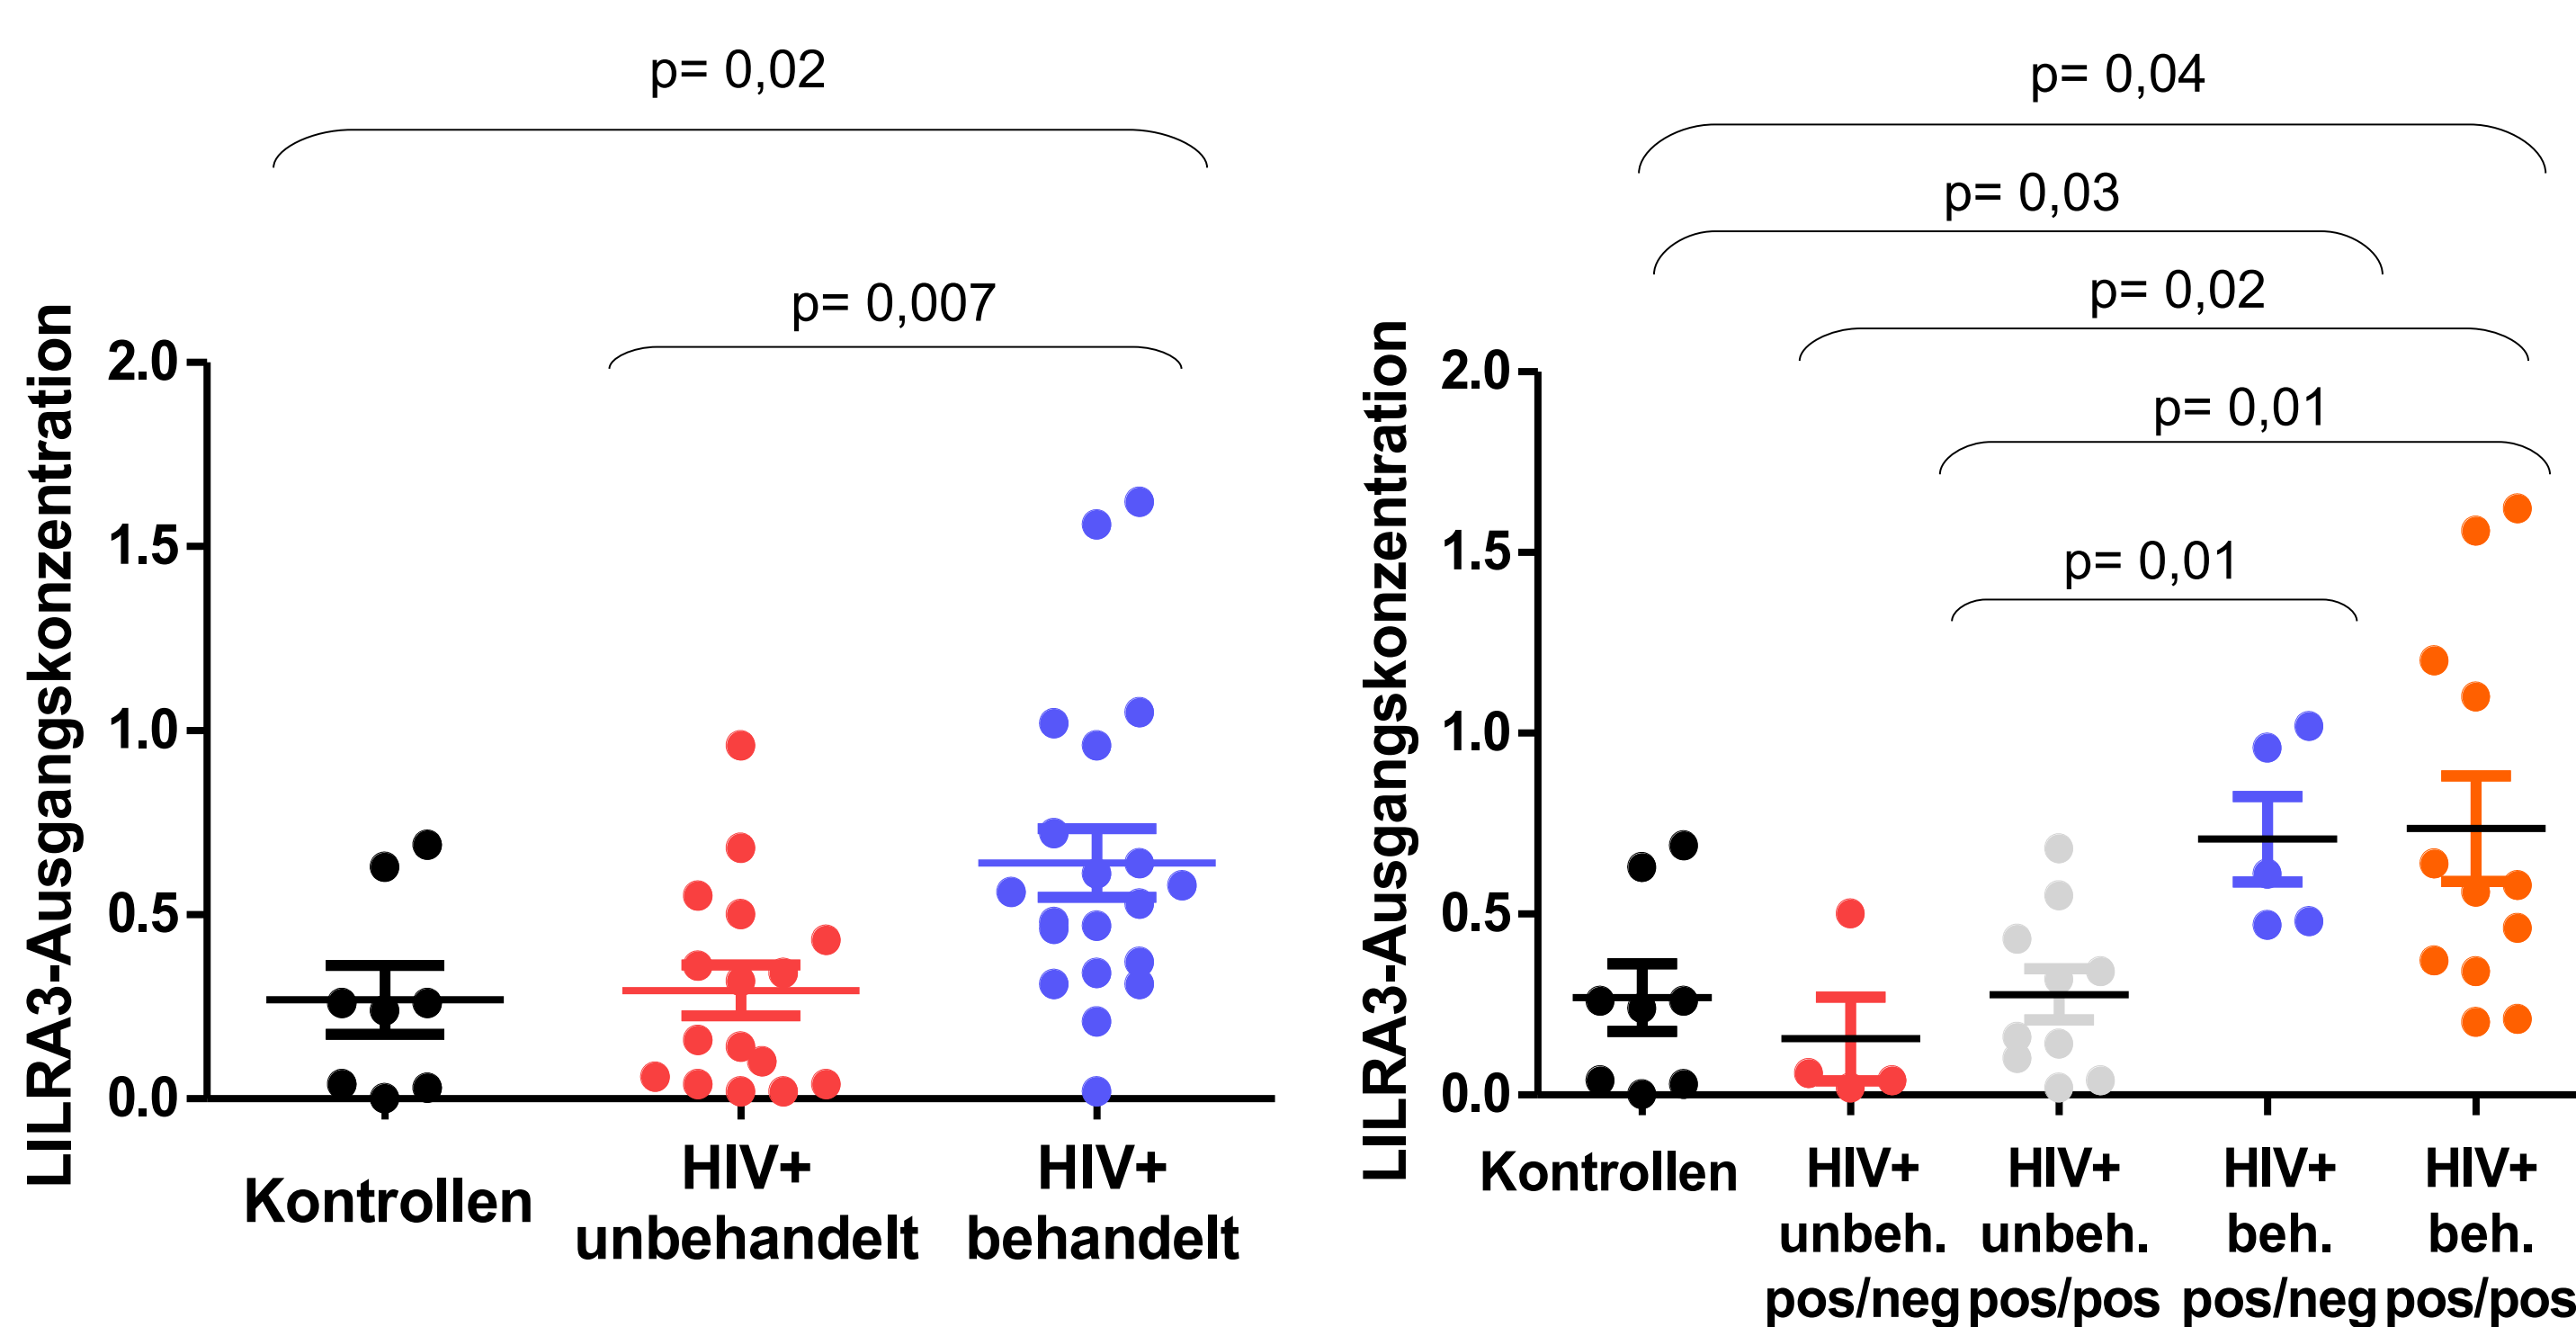 p= 0,02
p= 0,007
LILRA3-Ausgangskonzentration
2.0
1.5
1.0
0.5
0.0
Kontrollen
HIV+
unbehandelt
HIV+
behandelt
p= 0,04
p= 0,03
p= 0,02
p= 0,01
p= 0,01
LILRA3-Ausgangskonzentration
2.0
1.5
1.0
0.5
0.0
Kontrollen
HIV+
unbeh.
pos/neg
HIV+
unbeh.
pos/pos
HIV+
beh.
pos/neg
HIV+
beh.
pos/pos